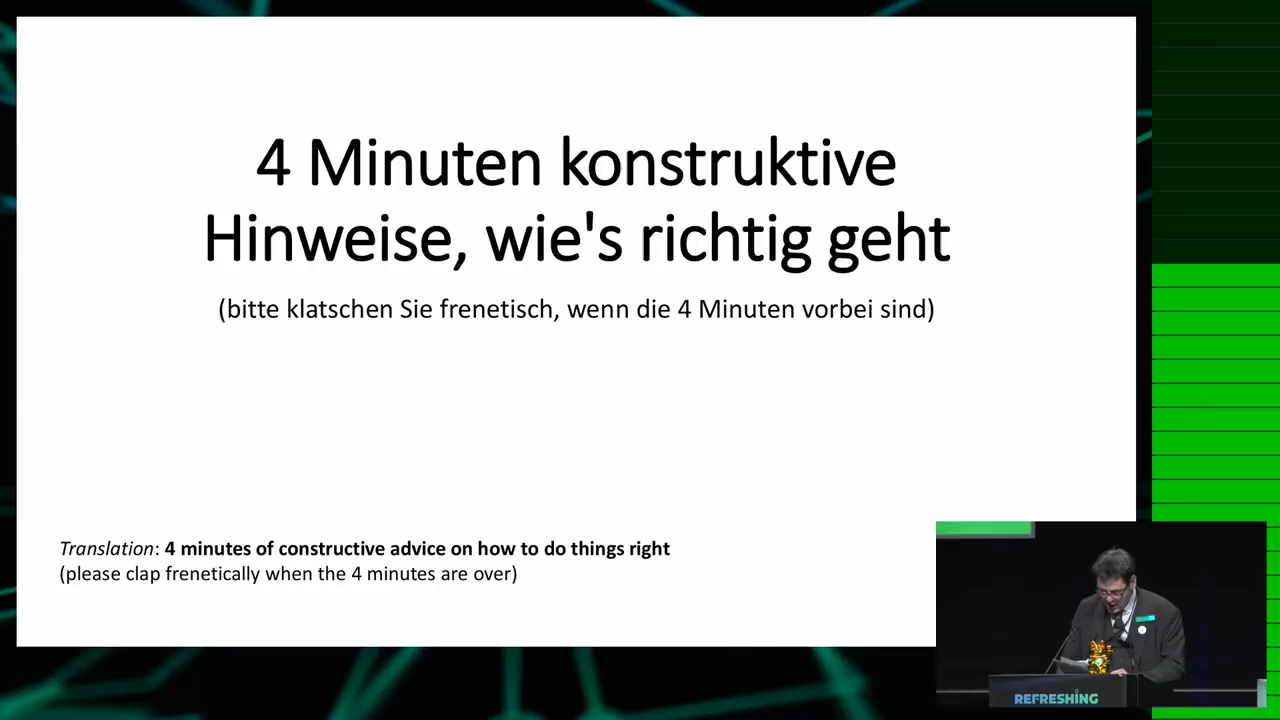 4 Minuten konstruktive
Hinweise, wie's richtig geht
(bitte klatschen Sie frenetisch, wenn die 4 Minuten vorbei sind)
Translation: 4 minutes of constructive advice on how to do things right
(please clap frenetically when the 4 minutes are over)
REFRESHING